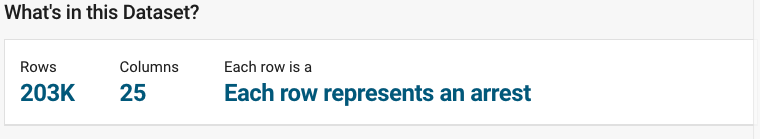 What's in this Dataset?
Rows Columns Each row is a
203K 25 Each row represents an arrest